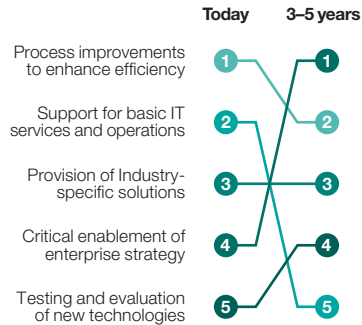 Today 3–5 years
Process improvements 1 1
to enhance efficiency
Support for basic IT 2 2
services and operations
Provision of Industry- 3 3
specific solutions
Critical enablement of 4 4
enterprise strategy
Testing and evaluation 5 5
of new technologies